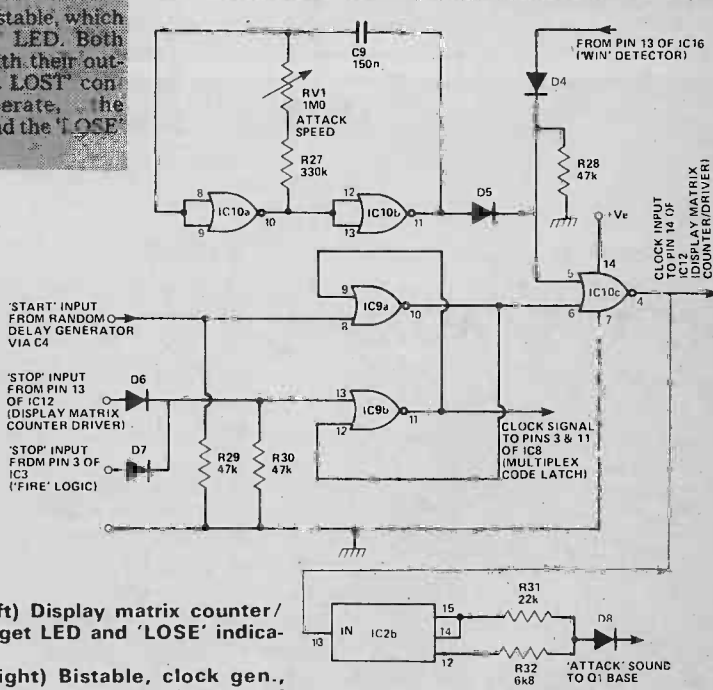 stable, which
LED. Both
th their out-
LOST' con-
erate, the
nd the 'LOSE'
C9
150n
FROM PIN 13 OF IC16
('WIN' DETECTOR)
D4
RV1
1M0
ATTACK
SPEED
R27
330k
R28
47k
8
9
IC10a
10
12
13
IC10b
11
D5
+Ve
14
5
6
IC10c
4
7
CLOCK INPUT
TO PIN 14 OF
IC12
(DISPLAY MATRIX
COUNTER/DRIVER)
'START' INPUT
FROM RANDOM
DELAY GENERATOR
VIA C4
9
8
IC9a
10
'STOP' INPUT
FROM PIN 13
OF IC12
(DISPLAY MATRIX
COUNTER DRIVER)
D6
13
12
IC9b
11
CLOCK SIGNAL
TO PINS 3 & 11
OF IC8
(MULTIPLEX
CODE LATCH)
'STOP' INPUT
FROM PIN 3 OF
IC3
('FIRE' LOGIC)
D7
R29
47k
R30
47k
ft) Display matrix counter/
get LED and 'LOSE' indica-
ight) Bistable, clock gen.,
13
IN
IC2b
15
14
12
R31
22k
R32
6k8
D8
'ATTACK' SOUND
TO Q1 BASE